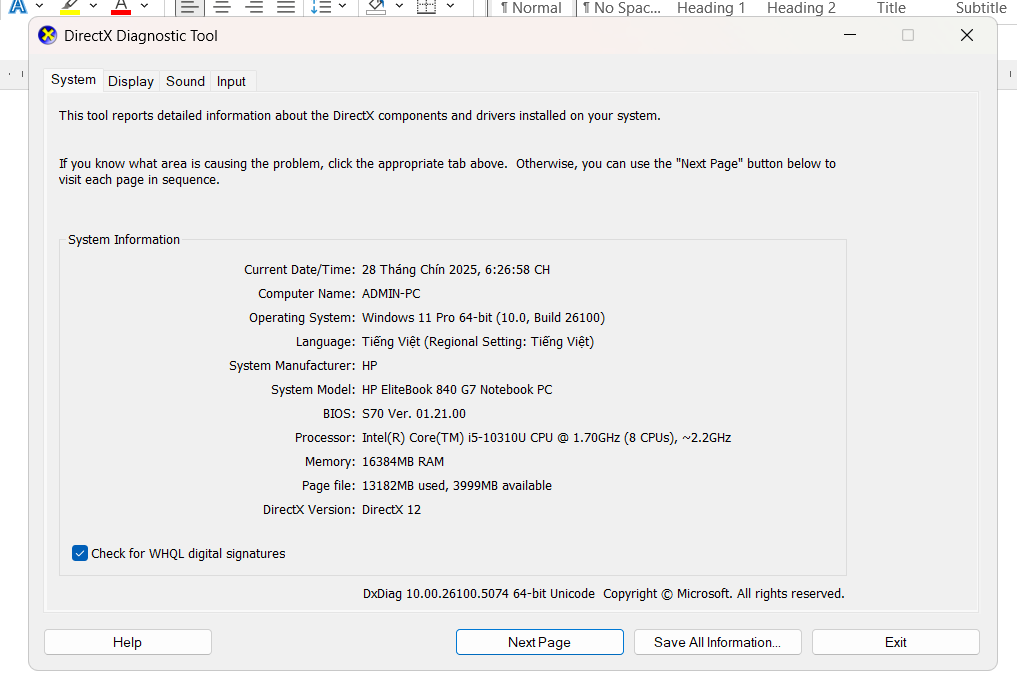 ¶ Normal ¶ No Spac... Heading 1 Heading 2 Title Subtitle
DirectX Diagnostic Tool
System Display Sound Input
This tool reports detailed information about the DirectX components and drivers installed on your system.
If you know what area is causing the problem, click the appropriate tab above.  Otherwise, you can use the "Next Page" button below to
visit each page in sequence.
System Information
Current Date/Time: 28 Tháng Chín 2025, 6:26:58 CH
Computer Name: ADMIN-PC
Operating System: Windows 11 Pro 64-bit (10.0, Build 26100)
Language: Tiếng Việt (Regional Setting: Tiếng Việt)
System Manufacturer: HP
System Model: HP EliteBook 840 G7 Notebook PC
BIOS: S70 Ver. 01.21.00
Processor: Intel(R) Core(TM) i5-10310U CPU @ 1.70GHz (8 CPUs), ~2.2GHz
Memory: 16384MB RAM
Page file: 13182MB used, 3999MB available
DirectX Version: DirectX 12
Check for WHQL digital signatures
DxDiag 10.00.26100.5074 64-bit Unicode  Copyright © Microsoft. All rights reserved.
Help Next Page Save All Information... Exit